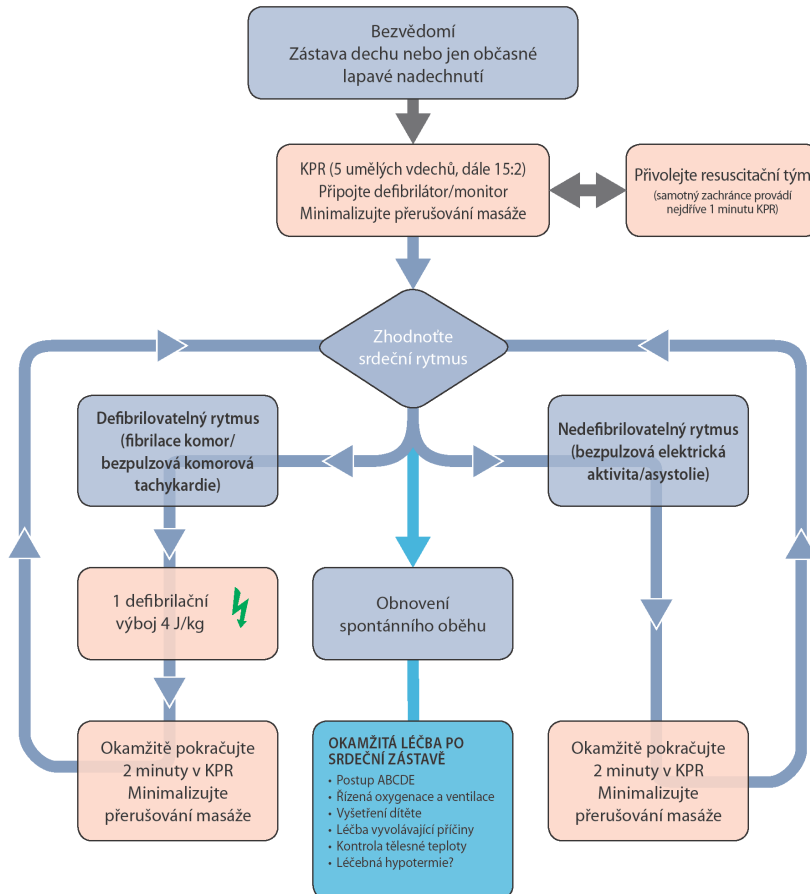 Bezvědomí
Zástava dechu nebo jen občasné
lapavé nadechnutí
KPR (5 umělých vdechů, dále 15:2)
Připojte defibrilátor/monitor
Minimalizujte přerušování masáže
Přivolejte resuscitační tým
(samotný zachránce provádí
nejdříve 1 minutu KPR)
Zhodnoťte
srdeční rytmus
Defibrilovatelný rytmus
(fibrilace komor/
bezpulzová komorová
tachykardie)
Nedefibrilovatelný rytmus
(bezpulzová elektrická
aktivita/asystolie)
1 defibrilační
výboj 4 J/kg
Obnovení
spontánního oběhu
Okamžitě pokračujte
2 minuty v KPR
Minimalizujte
přerušování masáže
OKAMŽITÁ LÉČBA PO
SRDEČNÍ ZÁSTAVĚ
• Postup ABCDE
• Řízená oxygenace a ventilace
• Vyšetření dítěte
• Léčba vyvolávající příčiny
• Kontrola tělesné teploty
• Léčebná hypotermie?
Okamžitě pokračujte
2 minuty v KPR
Minimalizujte
přerušování masáže